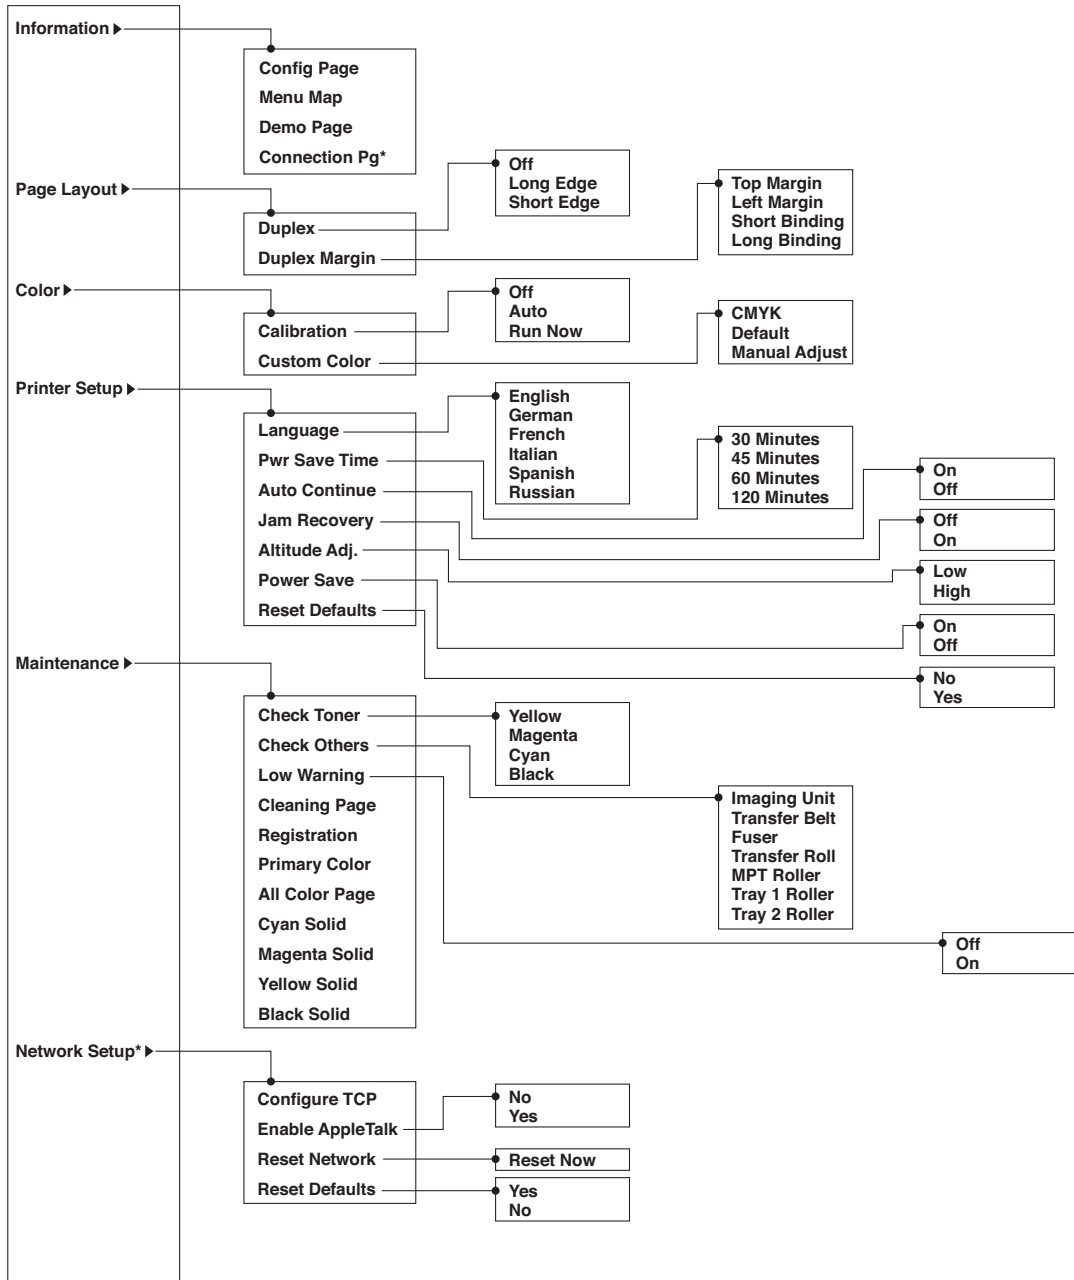 Information
Config Page
Menu Map
Demo Page
Connection Pg*
Page Layout
Duplex
Duplex Margin
Off
Long Edge
Short Edge
Top Margin
Left Margin
Short Binding
Long Binding
Color
Calibration
Custom Color
Off
Auto
Run Now
CMYK
Default
Manual Adjust
Printer Setup
Language
Pwr Save Time
Auto Continue
Jam Recovery
Altitude Adj.
Power Save
Reset Defaults
English
German
French
Italian
Spanish
Russian
30 Minutes
45 Minutes
60 Minutes
120 Minutes
On
Off
Off
On
Low
High
On
Off
No
Yes
Maintenance
Check Toner
Check Others
Low Warning
Cleaning Page
Registration
Primary Color
All Color Page
Cyan Solid
Magenta Solid
Yellow Solid
Black Solid
Yellow
Magenta
Cyan
Black
Imaging Unit
Transfer Belt
Fuser
Transfer Roll
MPT Roller
Tray 1 Roller
Tray 2 Roller
Off
On
Network Setup*
Configure TCP
Enable AppleTalk
Reset Network
Reset Defaults
No
Yes
Reset Now
Yes
No